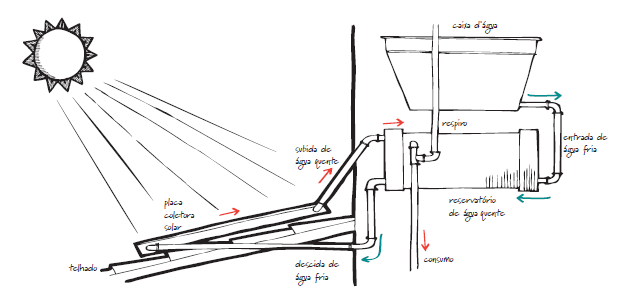 caixa d'água
respiro
entrada de
água fria
subida de
água quente
placa
coletora
solar
reservatório
de água quente
telhado
descida de
água fria
consumo